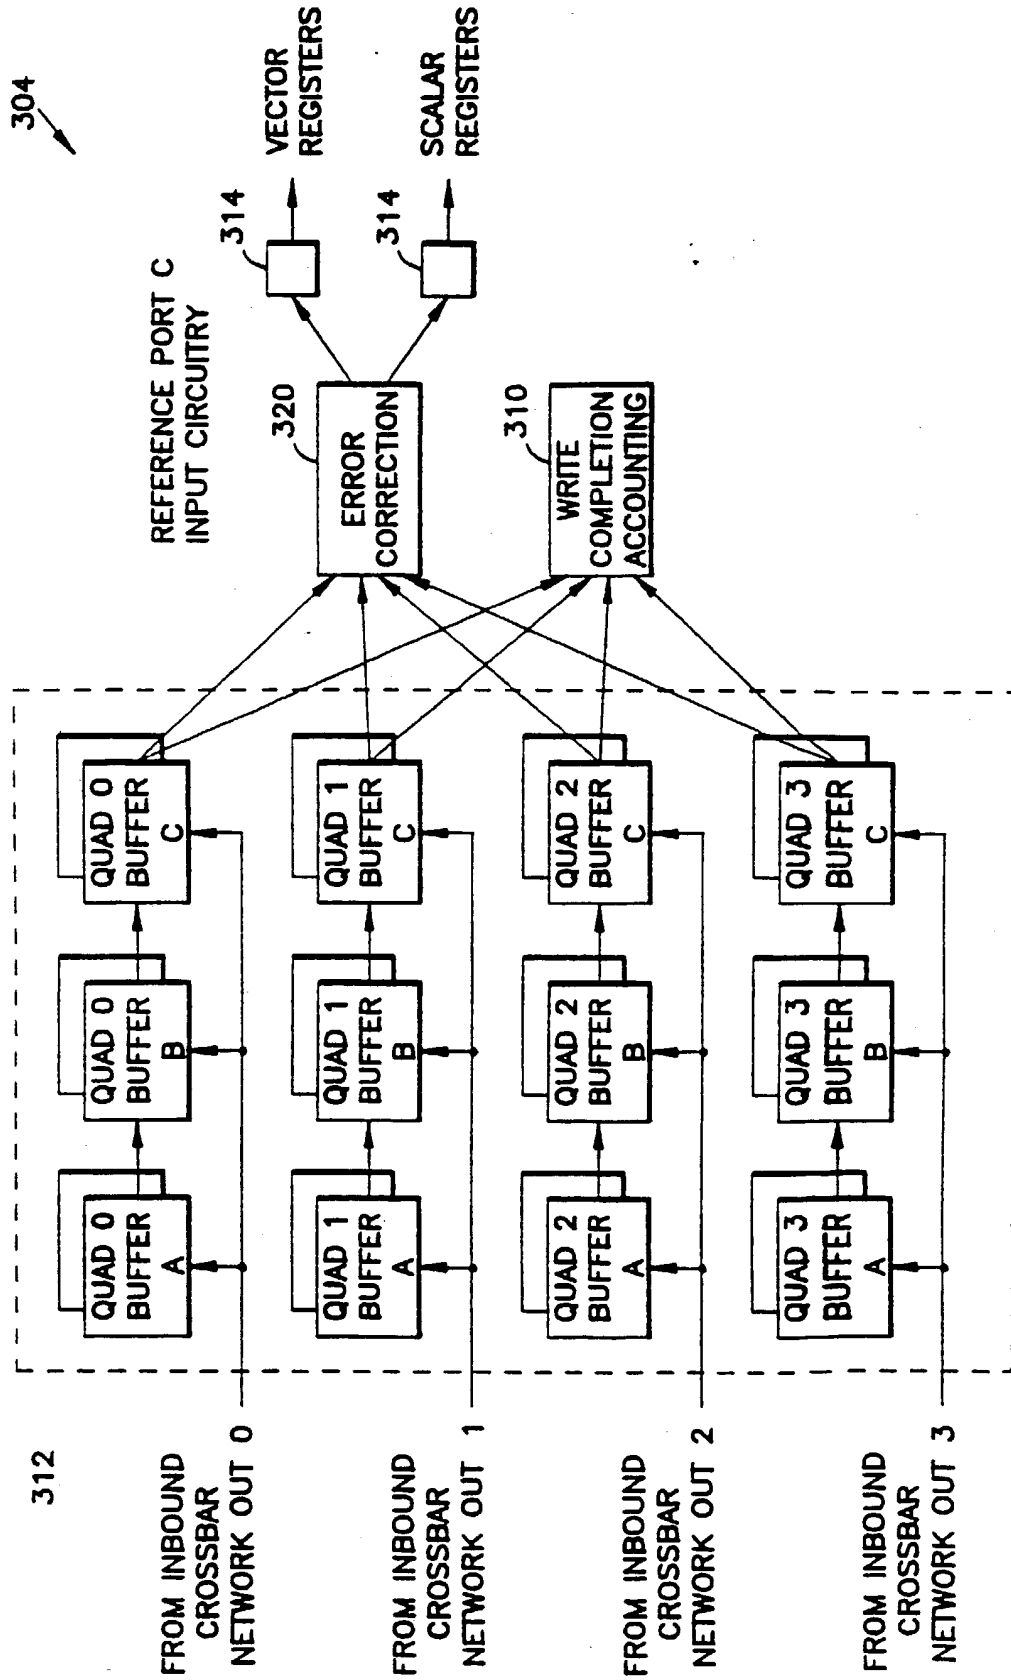 304
REFERENCE PORT C
INPUT CIRCUITRY
312
FROM INBOUND
CROSSBAR
NETWORK OUT 0
QUAD 0
BUFFER
A
QUAD 0
BUFFER
B
QUAD 0
BUFFER
C
FROM INBOUND
CROSSBAR
NETWORK OUT 1
QUAD 1
BUFFER
A
QUAD 1
BUFFER
B
QUAD 1
BUFFER
C
FROM INBOUND
CROSSBAR
NETWORK OUT 2
QUAD 2
BUFFER
A
QUAD 2
BUFFER
B
QUAD 2
BUFFER
C
FROM INBOUND
CROSSBAR
NETWORK OUT 3
QUAD 3
BUFFER
A
QUAD 3
BUFFER
B
QUAD 3
BUFFER
C
320
ERROR
CORRECTION
310
WRITE
COMPLETION
ACCOUNTING
314
VECTOR
REGISTERS
314
SCALAR
REGISTERS